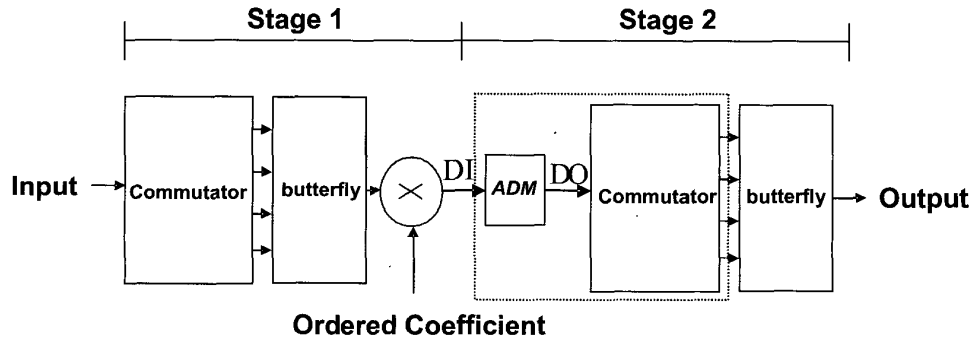 Stage 1
Stage 2
Input
Commutator
butterfly
DI
ADM
DO
Commutator
butterfly
Output
Ordered Coefficient